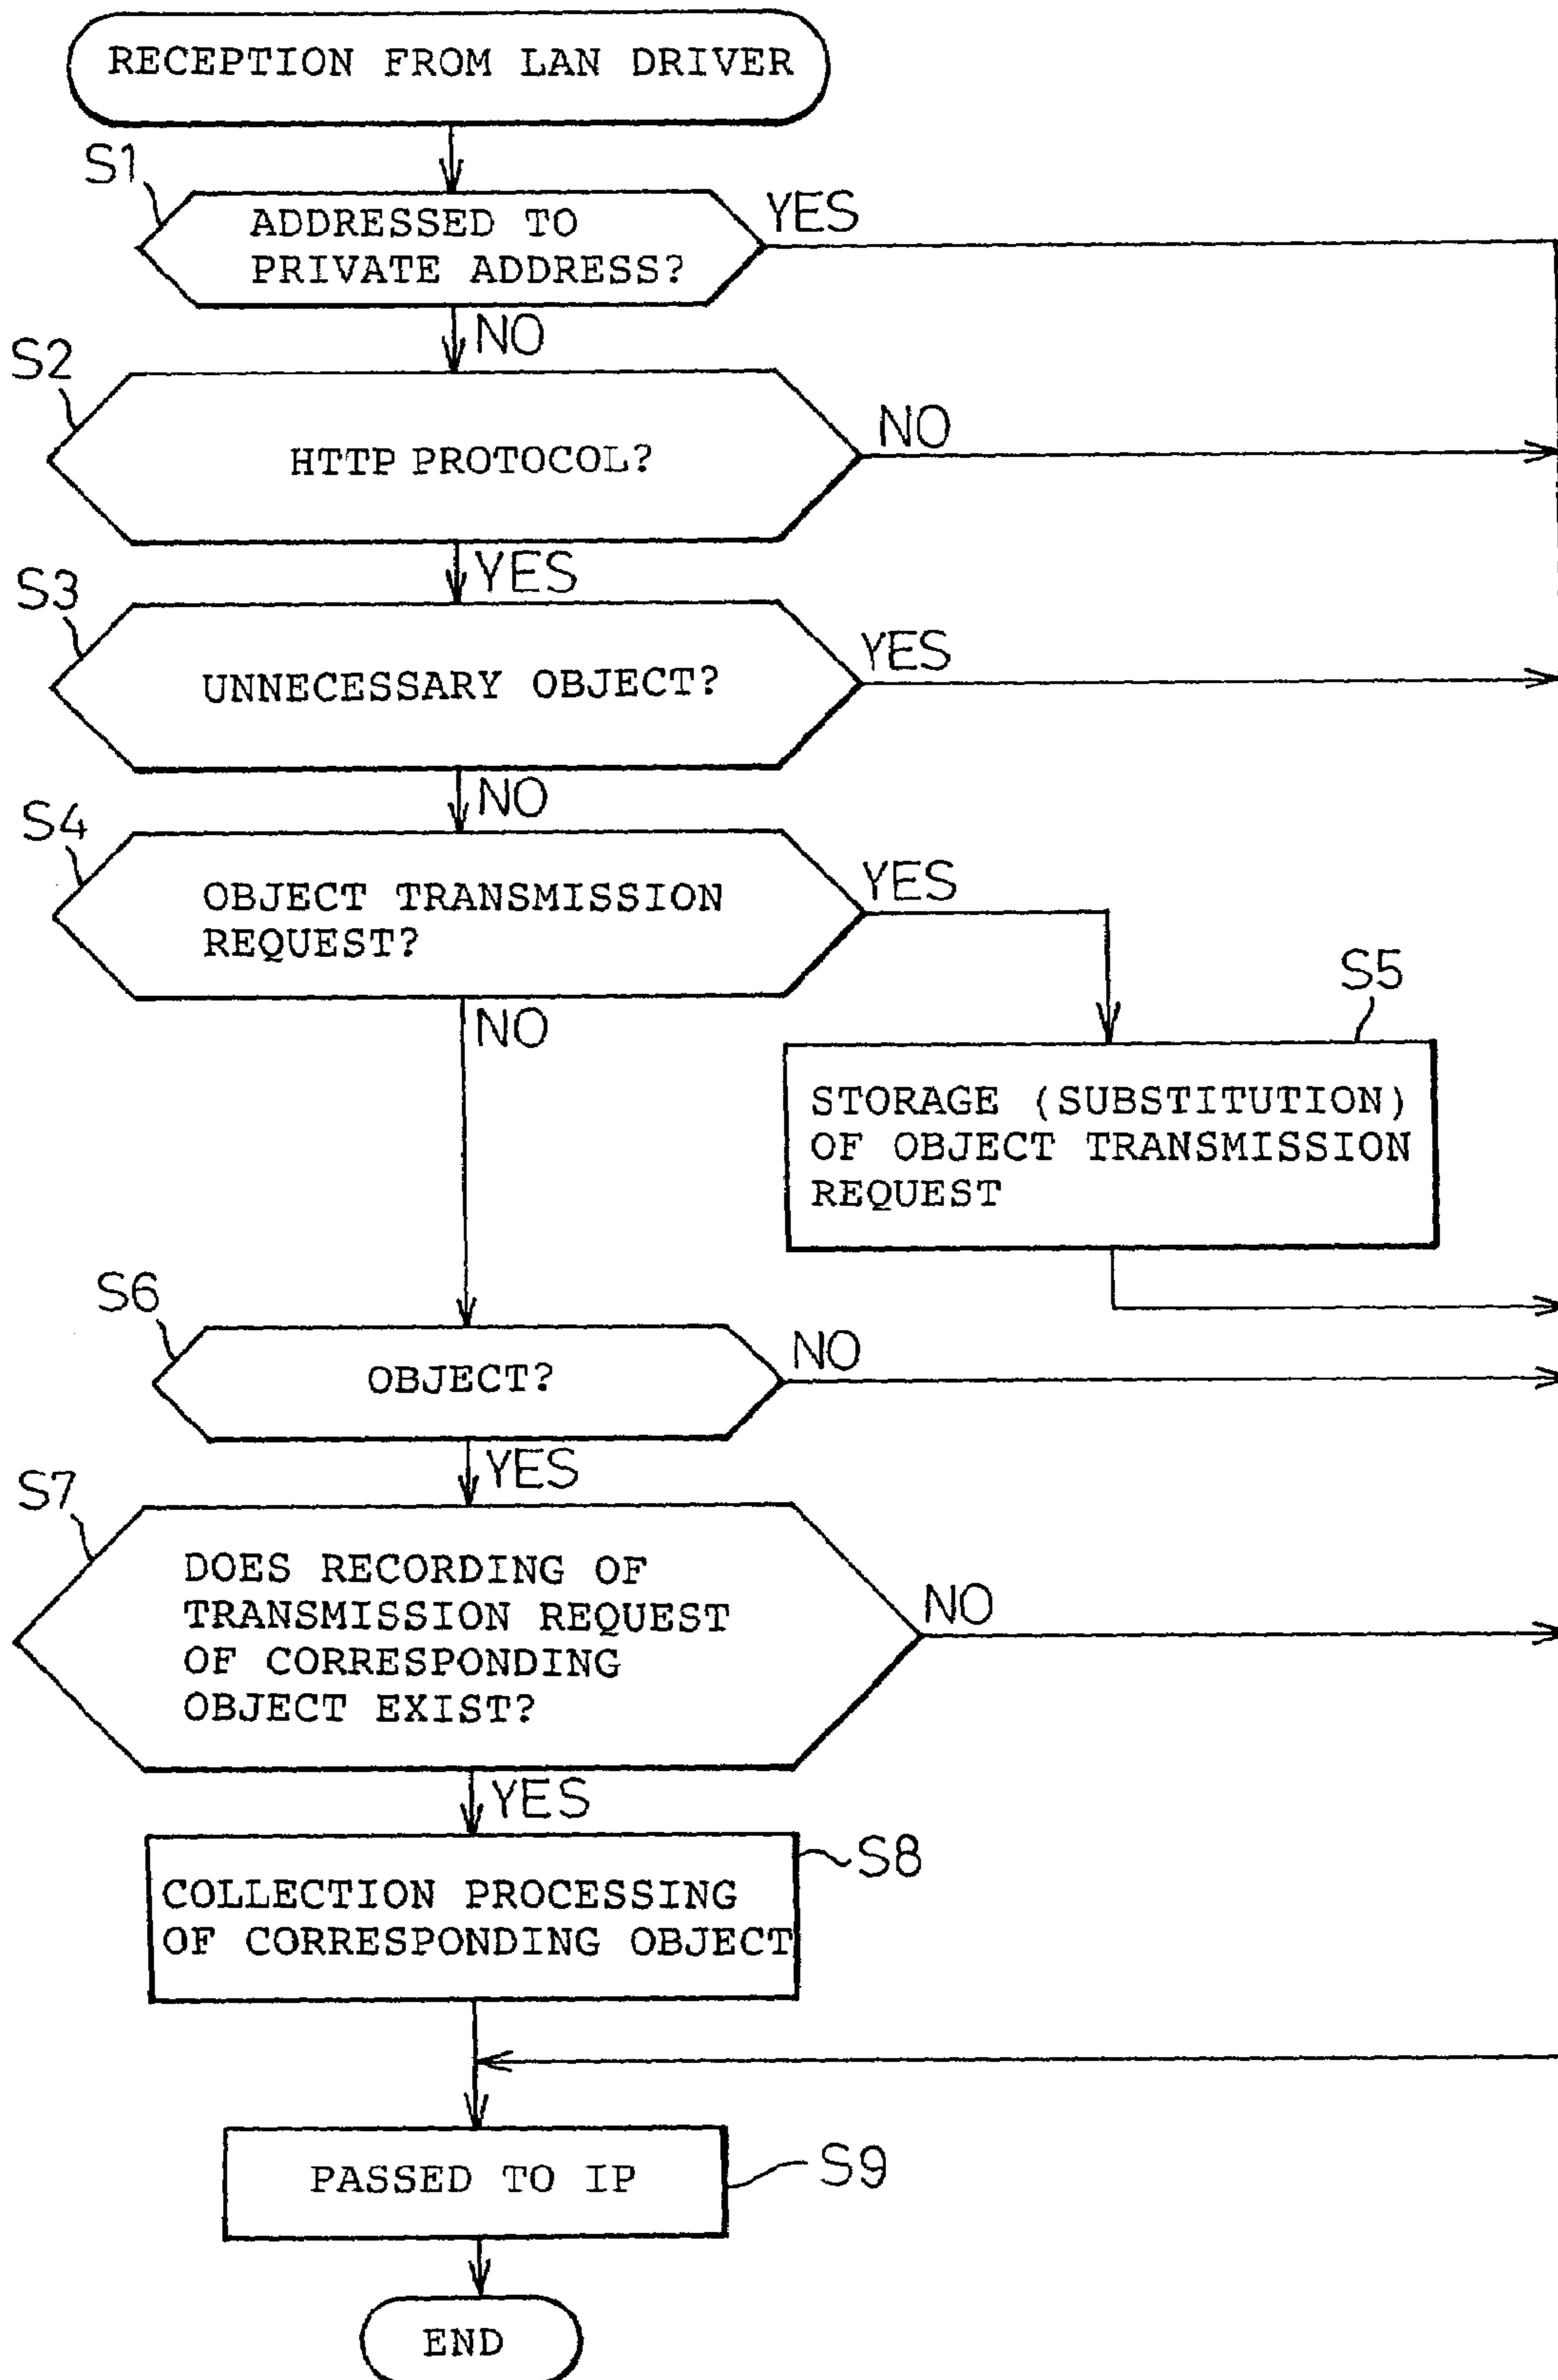 RECEPTION FROM LAN DRIVER
S1
ADDRESSED TO
PRIVATE ADDRESS?
YES
NO
S2
HTTP PROTOCOL?
NO
YES
S3
UNNECESSARY OBJECT?
YES
NO
S4
OBJECT TRANSMISSION
REQUEST?
YES
NO
S5
STORAGE (SUBSTITUTION)
OF OBJECT TRANSMISSION
REQUEST
S6
OBJECT?
NO
YES
S7
DOES RECORDING OF
TRANSMISSION REQUEST
OF CORRESPONDING
OBJECT EXIST?
NO
YES
S8
COLLECTION PROCESSING
OF CORRESPONDING OBJECT
PASSED TO IP
S9
END